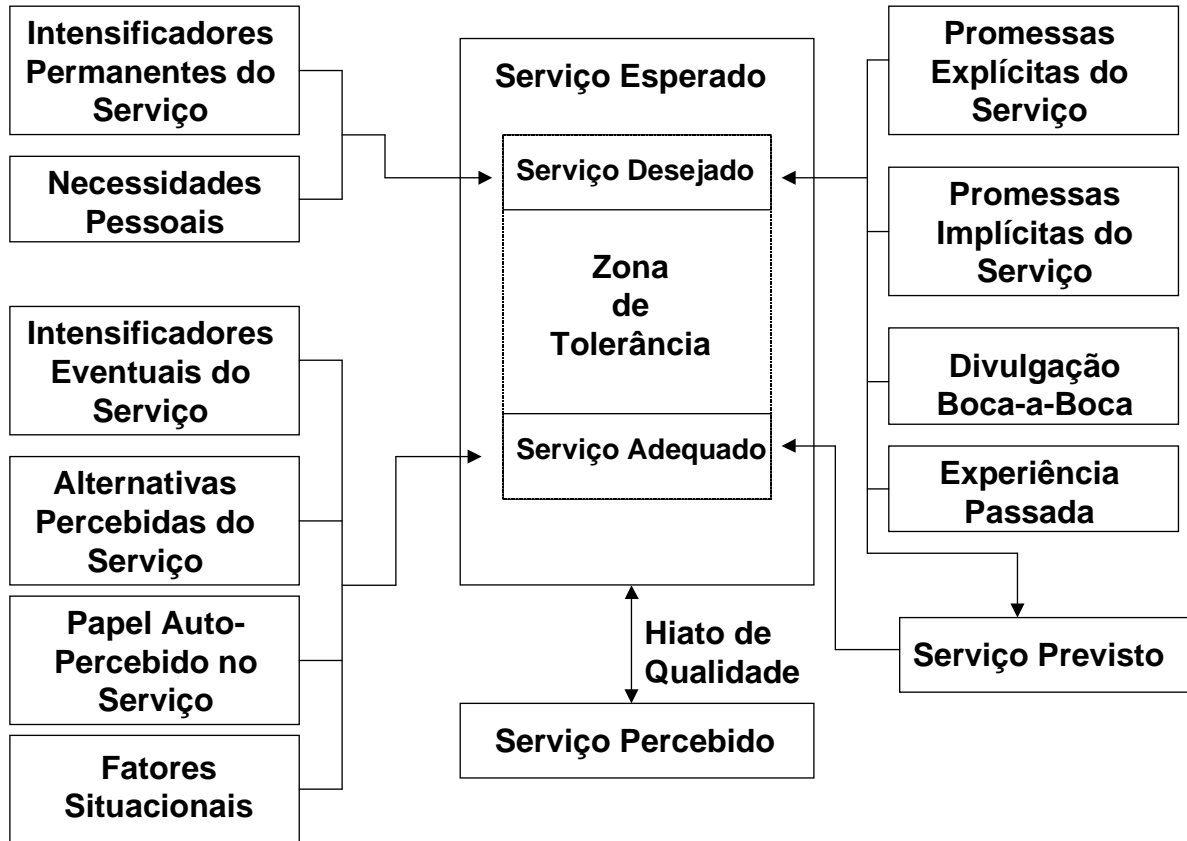 Intensificadores
Permanentes do
Serviço
Necessidades
Pessoais
Intensificadores
Eventuais do
Serviço
Alternativas
Percebidas do
Serviço
Papel Auto-
Percebido no
Serviço
Fatores
Situacionais
Serviço Esperado
Serviço Desejado
Zona
de
Tolerância
Serviço Adequado
Hiato de
Qualidade
Serviço Percebido
Promessas
Explícitas do
Serviço
Promessas
Implícitas do
Serviço
Divulgação
Boca-a-Boca
Experiência
Passada
Serviço Previsto